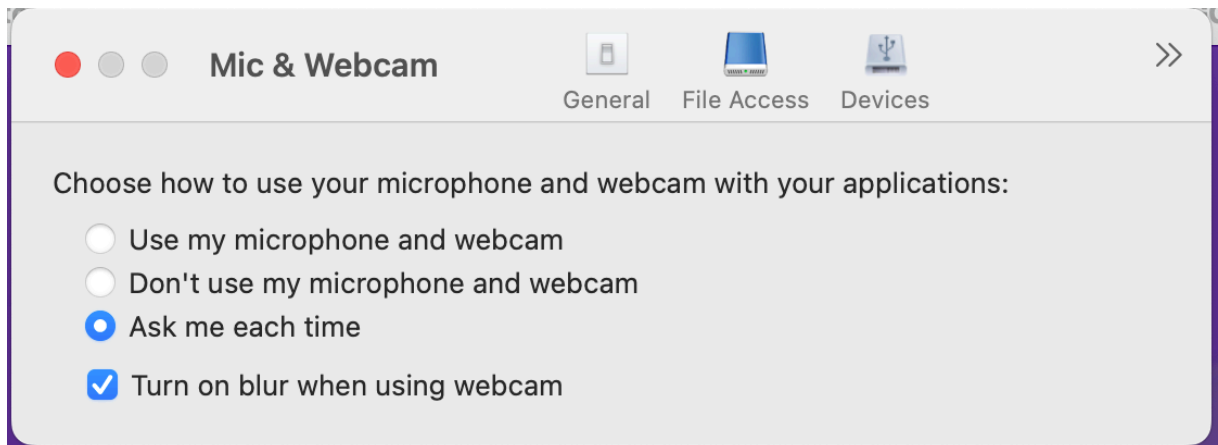 Mic & Webcam
General File Access Devices
Choose how to use your microphone and webcam with your applications:
Use my microphone and webcam
Don't use my microphone and webcam
Ask me each time
Turn on blur when using webcam